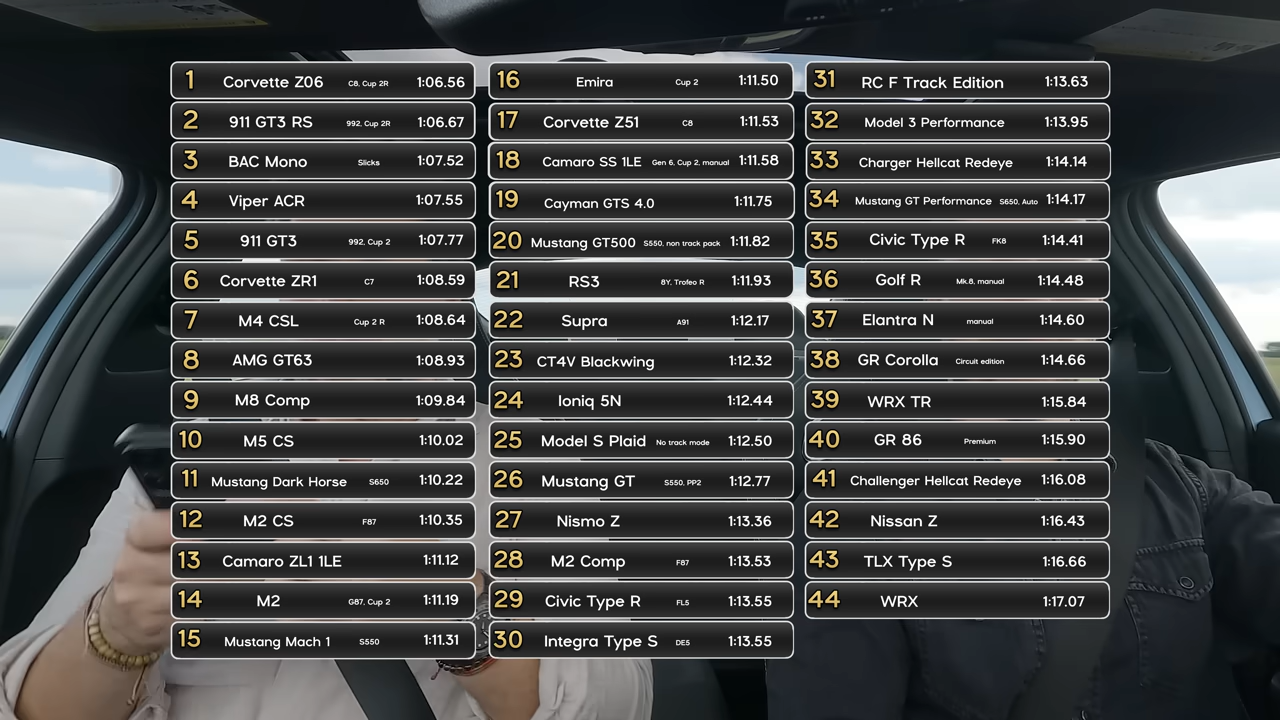 1 Corvette Z06 C8, Cup 2R 1:06.56
2 911 GT3 RS 992, Cup 2R 1:06.67
3 BAC Mono Slicks 1:07.52
4 Viper ACR 1:07.55
5 911 GT3 992, Cup 2 1:07.77
6 Corvette ZR1 C7 1:08.59
7 M4 CSL Cup 2 R 1:08.64
8 AMG GT63 1:08.93
9 M8 Comp 1:09.84
10 M5 CS 1:10.02
11 Mustang Dark Horse S650 1:10.22
12 M2 CS F87 1:10.35
13 Camaro ZL1 1LE 1:11.12
14 M2 G87, Cup 2 1:11.19
15 Mustang Mach 1 S550 1:11.31
16 Emira Cup 2 1:11.50
17 Corvette Z51 C8 1:11.53
18 Camaro SS 1LE Gen 6, Cup 2, manual 1:11.58
19 Cayman GTS 4.0 1:11.75
20 Mustang GT500 S550, non track pack 1:11.82
21 RS3 8Y, Trofeo R 1:11.93
22 Supra A91 1:12.17
23 CT4V Blackwing 1:12.32
24 Ioniq 5N 1:12.44
25 Model S Plaid No track mode 1:12.50
26 Mustang GT S550, PP2 1:12.77
27 Nismo Z 1:13.36
28 M2 Comp F87 1:13.53
29 Civic Type R FL5 1:13.55
30 Integra Type S DE5 1:13.55
31 RC F Track Edition 1:13.63
32 Model 3 Performance 1:13.95
33 Charger Hellcat Redeye 1:14.14
34 Mustang GT Performance S650, Auto 1:14.17
35 Civic Type R FK8 1:14.41
36 Golf R Mk.8, manual 1:14.48
37 Elantra N manual 1:14.60
38 GR Corolla Circuit edition 1:14.66
39 WRX TR 1:15.84
40 GR 86 Premium 1:15.90
41 Challenger Hellcat Redeye 1:16.08
42 Nissan Z 1:16.43
43 TLX Type S 1:16.66
44 WRX 1:17.07